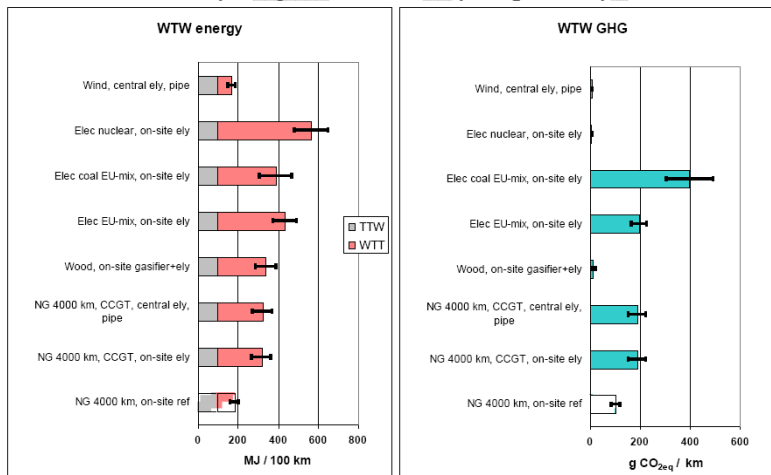 WTW energy
Wind, central ely, pipe
Elec nuclear, on-site ely
Elec coal EU-mix, on-site ely
Elec EU-mix, on-site ely
Wood, on-site gasifier+ely
NG 4000 km, CCGT, central ely,
pipe
NG 4000 km, CCGT, on-site ely
NG 4000 km, on-site ref
0 200 400 600 800
MJ / 100 km
TTW
WTT
WTW GHG
Wind, central ely, pipe
Elec nuclear, on-site ely
Elec coal EU-mix, on-site ely
Elec EU-mix, on-site ely
Wood, on-site gasifier+ely
NG 4000 km, CCGT, central ely,
pipe
NG 4000 km, CCGT, on-site ely
NG 4000 km, on-site ref
0 200 400 600
g CO2eq / km